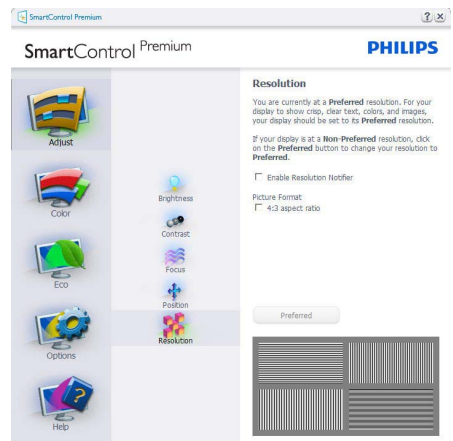 SmartControl Premium
SmartControl Premium
PHILIPS
Adjust
Color
Eco
Options
Help
Brightness
Contrast
Focus
Position
Resolution
Resolution
You are currently at a Preferred resolution. For your
display to show crisp, clear text, colors, and images,
your display should be set to its Preferred resolution.
If your display is at a Non-Preferred resolution, click
on the Preferred button to change your resolution to
Preferred.
Enable Resolution Notifier
Picture Format
4:3 aspect ratio
Preferred